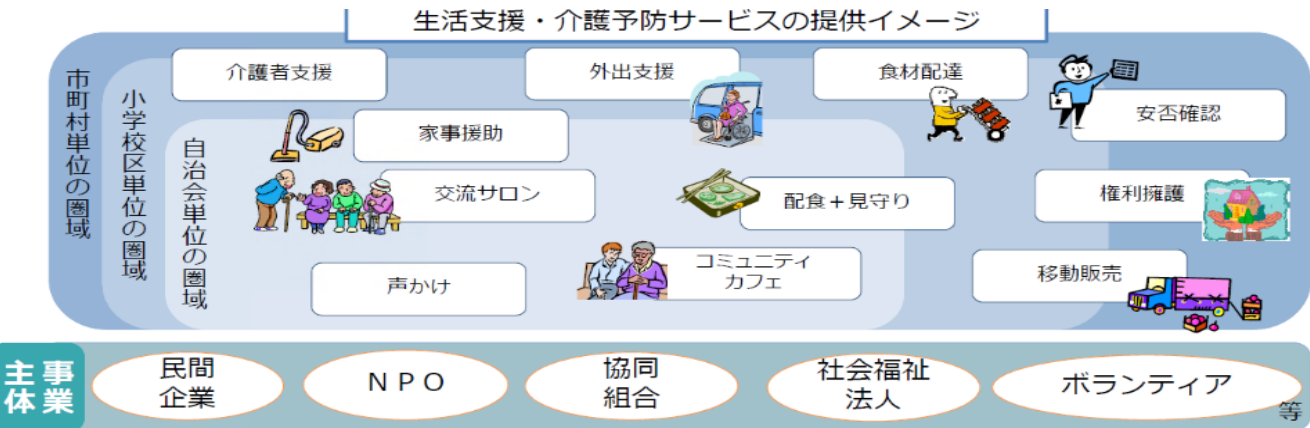 生活支援・介護予防サービスの提供イメージ
市町村単位の圏域
小学校区単位の圏域
自治会単位の圏域
介護者支援
外出支援
食材配達
安否確認
家事援助
交流サロン
配食＋見守り
権利擁護
声かけ
コミュニティ
カフェ
移動販売
事業
主体
民間
企業
ＮＰＯ
協同
組合
社会福祉
法人
ボランティア
等